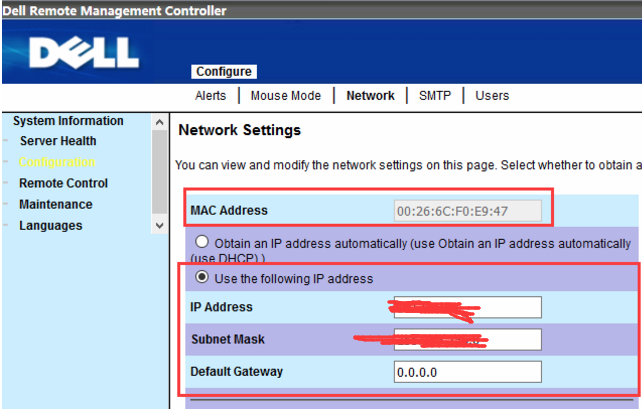 Dell Remote Management Controller
DELL
Configure
Alerts | Mouse Mode | Network | SMTP | Users
System Information
Server Health
Configuration
Remote Control
Maintenance
Languages
Network Settings
You can view and modify the network settings on this page. Select whether to obtain a
MAC Address 00:26:6C:F0:E9:47
Obtain an IP address automatically (use Obtain an IP address automatically
(use DHCP) )
Use the following IP address
IP Address
Subnet Mask
Default Gateway 0.0.0.0